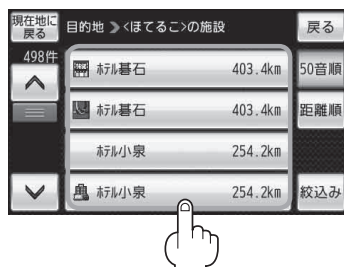 現在地に
戻る
目的地 》<ほてるこ>の施設
戻る
498件
ﾎﾃﾙ碁石 403.4km
50音順
ﾎﾃﾙ碁石 403.4km
距離順
ﾎﾃﾙ小泉 254.2km
ﾎﾃﾙ小泉 254.2km
絞込み